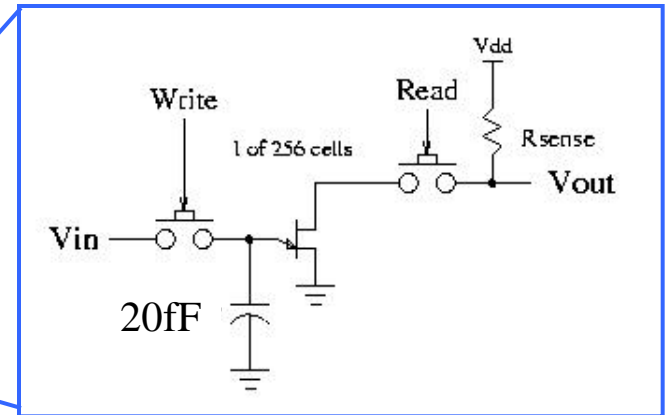 Vdd
Write
Read
1 of 256 cells
Rsense
Vout
Vin
20fF